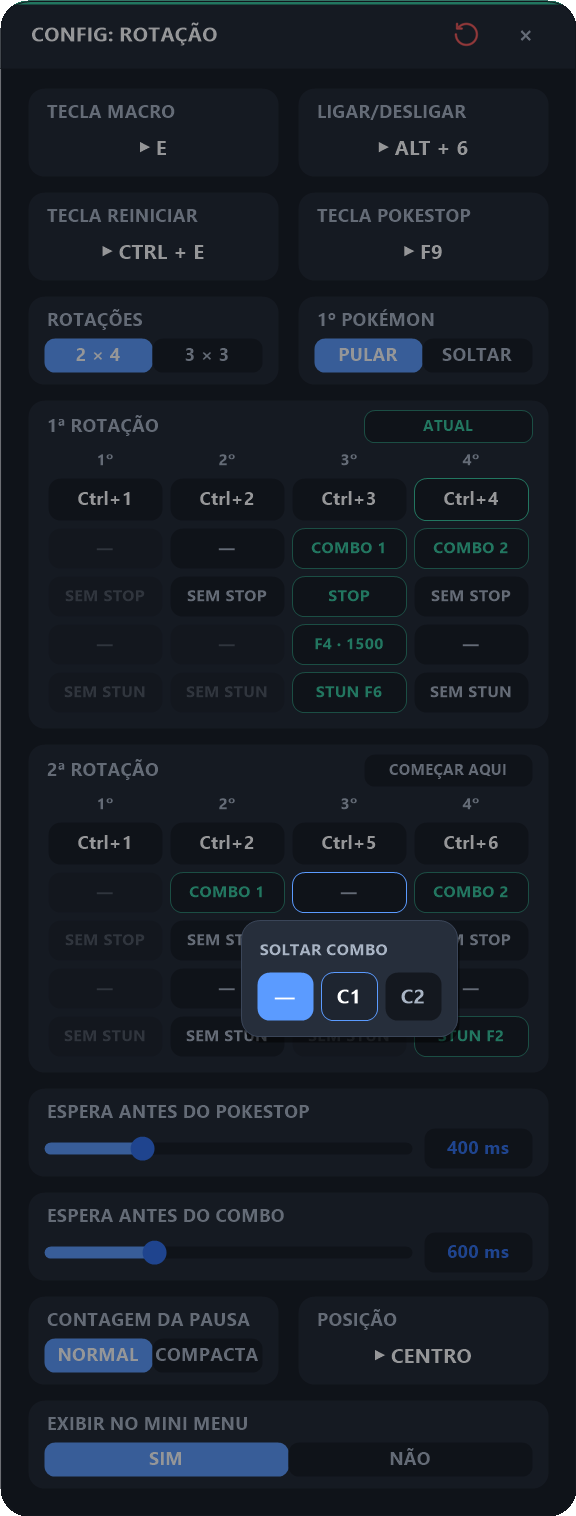 CONFIG: ROTAÇÃO ×
TECLA MACRO LIGAR/DESLIGAR
▸ E ▸ ALT + 6
TECLA REINICIAR TECLA POKESTOP
▸ CTRL + E ▸ F9
ROTAÇÕES 1º POKÉMON
2 × 4 3 × 3 PULAR SOLTAR
1ª ROTAÇÃO ATUAL
1º 2º 3º 4º
Ctrl+1 Ctrl+2 Ctrl+3 Ctrl+4
— — COMBO 1 COMBO 2
SEM STOP SEM STOP STOP SEM STOP
— — F4 · 1500 —
SEM STUN SEM STUN STUN F6 SEM STUN
2ª ROTAÇÃO COMEÇAR AQUI
1º 2º 3º 4º
Ctrl+1 Ctrl+2 Ctrl+5 Ctrl+6
— COMBO 1 — COMBO 2
SEM STOP SEM STOP
SOLTAR COMBO
— C1 C2
— — —
SEM STUN SEM STUN SEM STUN STUN F2
ESPERA ANTES DO POKESTOP
400 ms
ESPERA ANTES DO COMBO
600 ms
CONTAGEM DA PAUSA POSIÇÃO
NORMAL COMPACTA ▸ CENTRO
EXIBIR NO MINI MENU
SIM NÃO